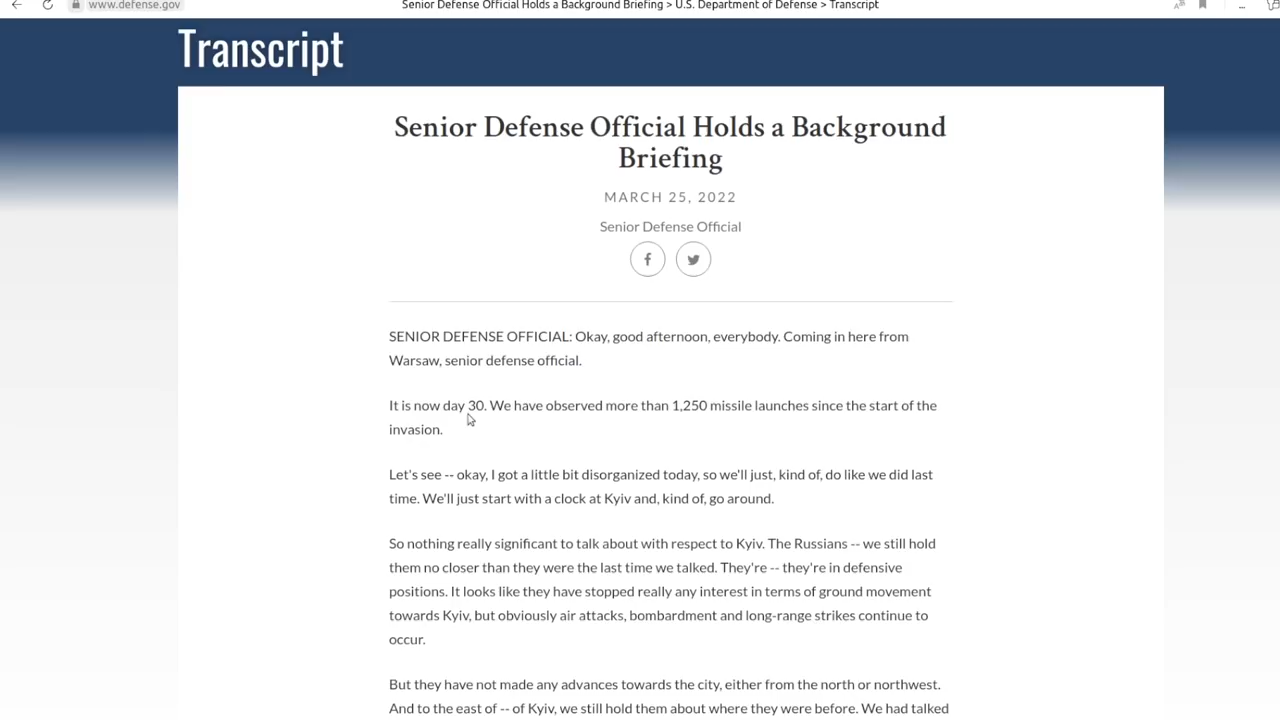 www.defense.gov
Senior Defense Official Holds a Background Briefing > U.S. Department of Defense > Transcript
Transcript
Senior Defense Official Holds a Background
Briefing
MARCH 25, 2022
Senior Defense Official
SENIOR DEFENSE OFFICIAL: Okay, good afternoon, everybody. Coming in here from
Warsaw, senior defense official.
It is now day 30. We have observed more than 1,250 missile launches since the start of the
invasion.
Let's see -- okay, I got a little bit disorganized today, so we'll just, kind of, do like we did last
time. We'll just start with a clock at Kyiv and, kind of, go around.
So nothing really significant to talk about with respect to Kyiv. The Russians -- we still hold
them no closer than they were the last time we talked. They're -- they're in defensive
positions. It looks like they have stopped really any interest in terms of ground movement
towards Kyiv, but obviously air attacks, bombardment and long-range strikes continue to
occur.
But they have not made any advances towards the city, either from the north or northwest.
And to the east of -- of Kyiv, we still hold them about where they were before. We had talked